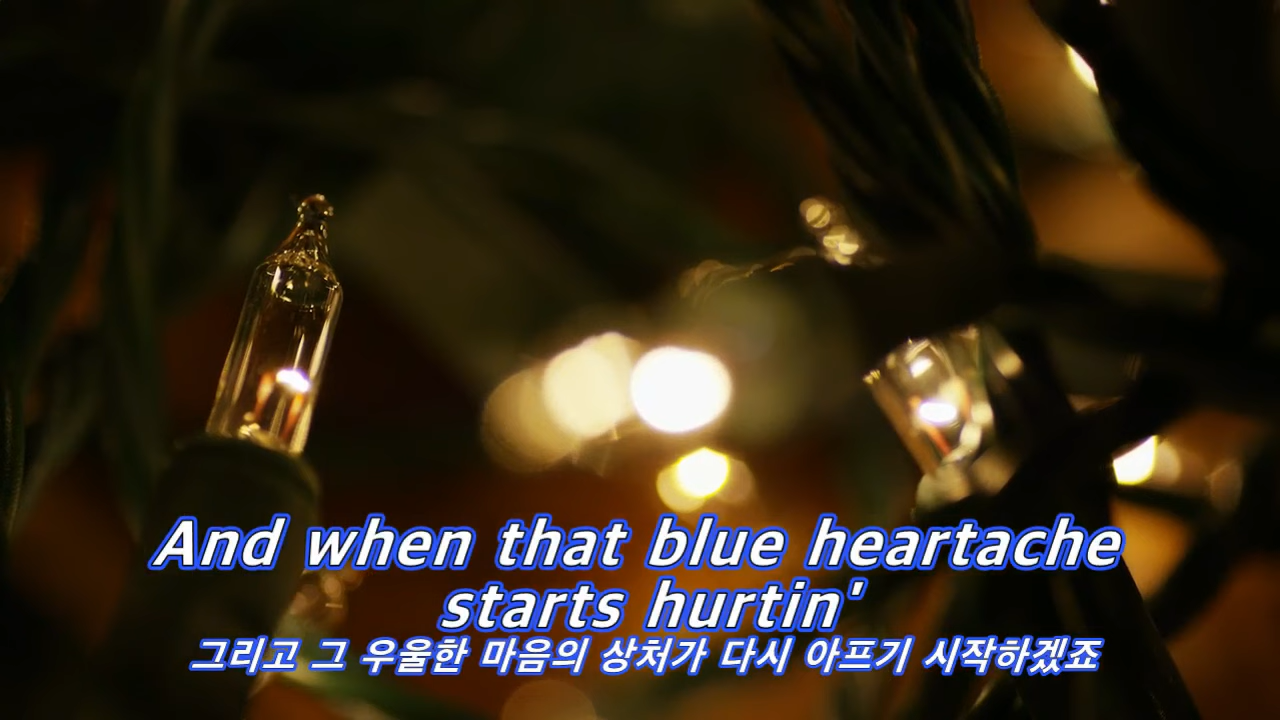 And when that blue heartache
starts hurtin'
그리고 그 우울한 마음의 상처가 다시 아프기 시작하겠죠